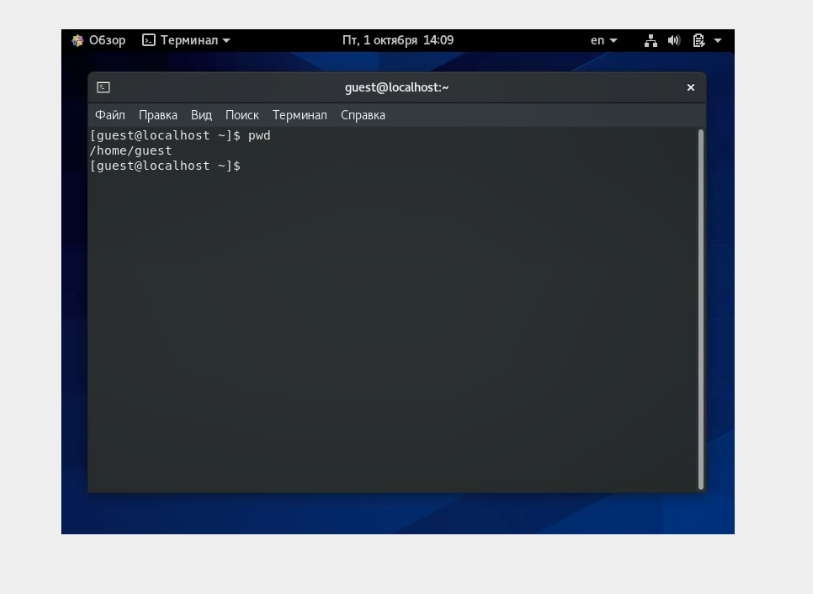 Обзор Терминал Пт, 1 октября 14:09 en
guest@localhost:~ ×
Файл Правка Вид Поиск Терминал Справка
[guest@localhost ~]$ pwd
/home/guest
[guest@localhost ~]$